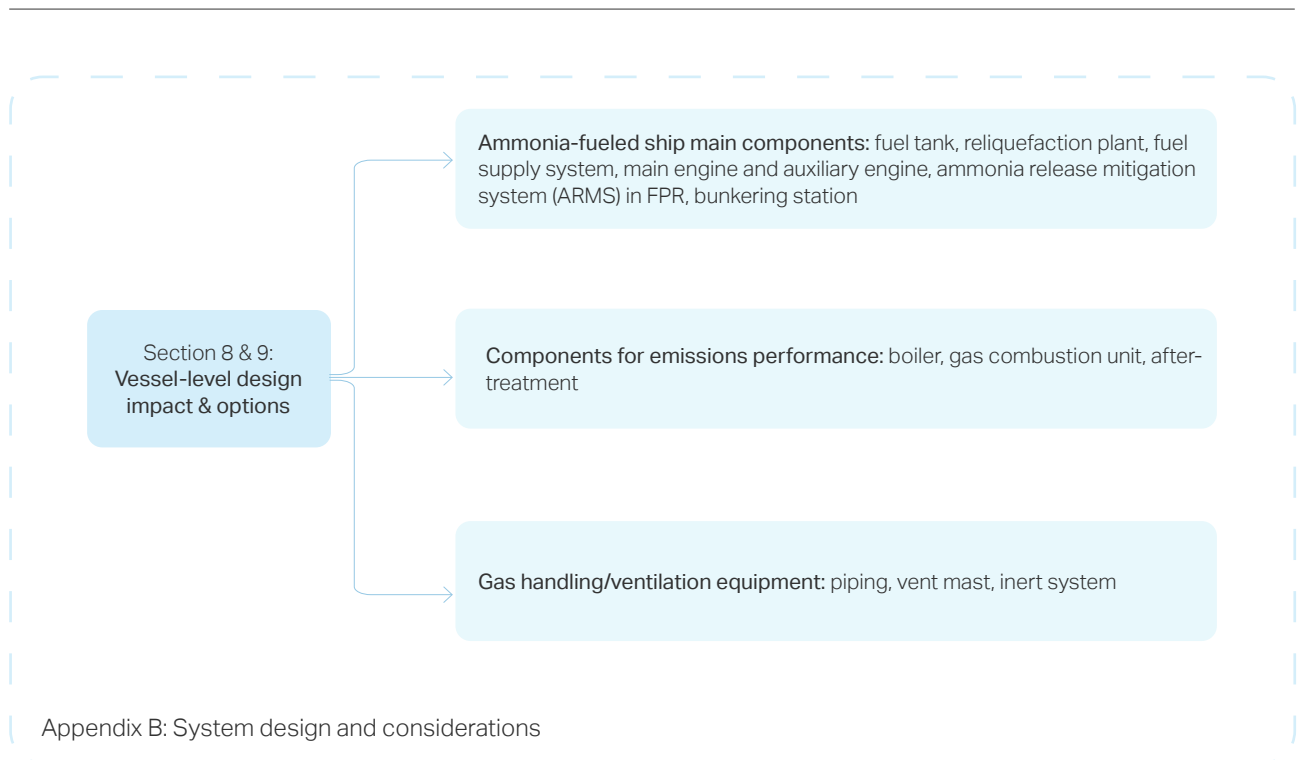 Ammonia-fueled ship main components: fuel tank, reliquefaction plant, fuel
supply system, main engine and auxiliary engine, ammonia release mitigation
system (ARMS) in FPR, bunkering station
Section 8 & 9:
Vessel-level design
impact & options
Components for emissions performance: boiler, gas combustion unit, after-
treatment
Gas handling/ventilation equipment: piping, vent mast, inert system
Appendix B: System design and considerations